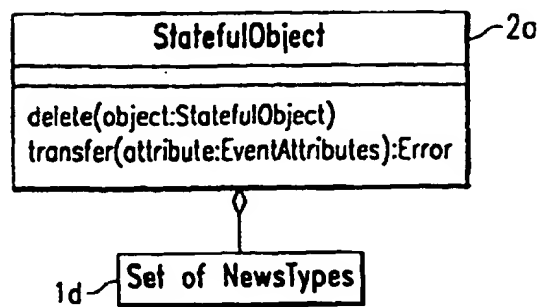 StatefulObject
2a
delete(object:StatefulObject)
transfer(attribute:EventAttributes):Error
1d
Set of NewsTypes